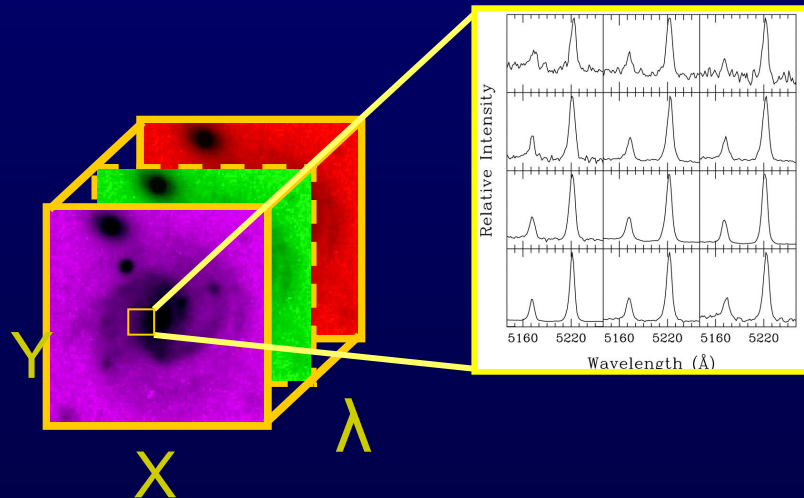 Relative Intensity
5160 5220 5160 5220 5160 5220
Wavelength (Å)
Y
λ
X